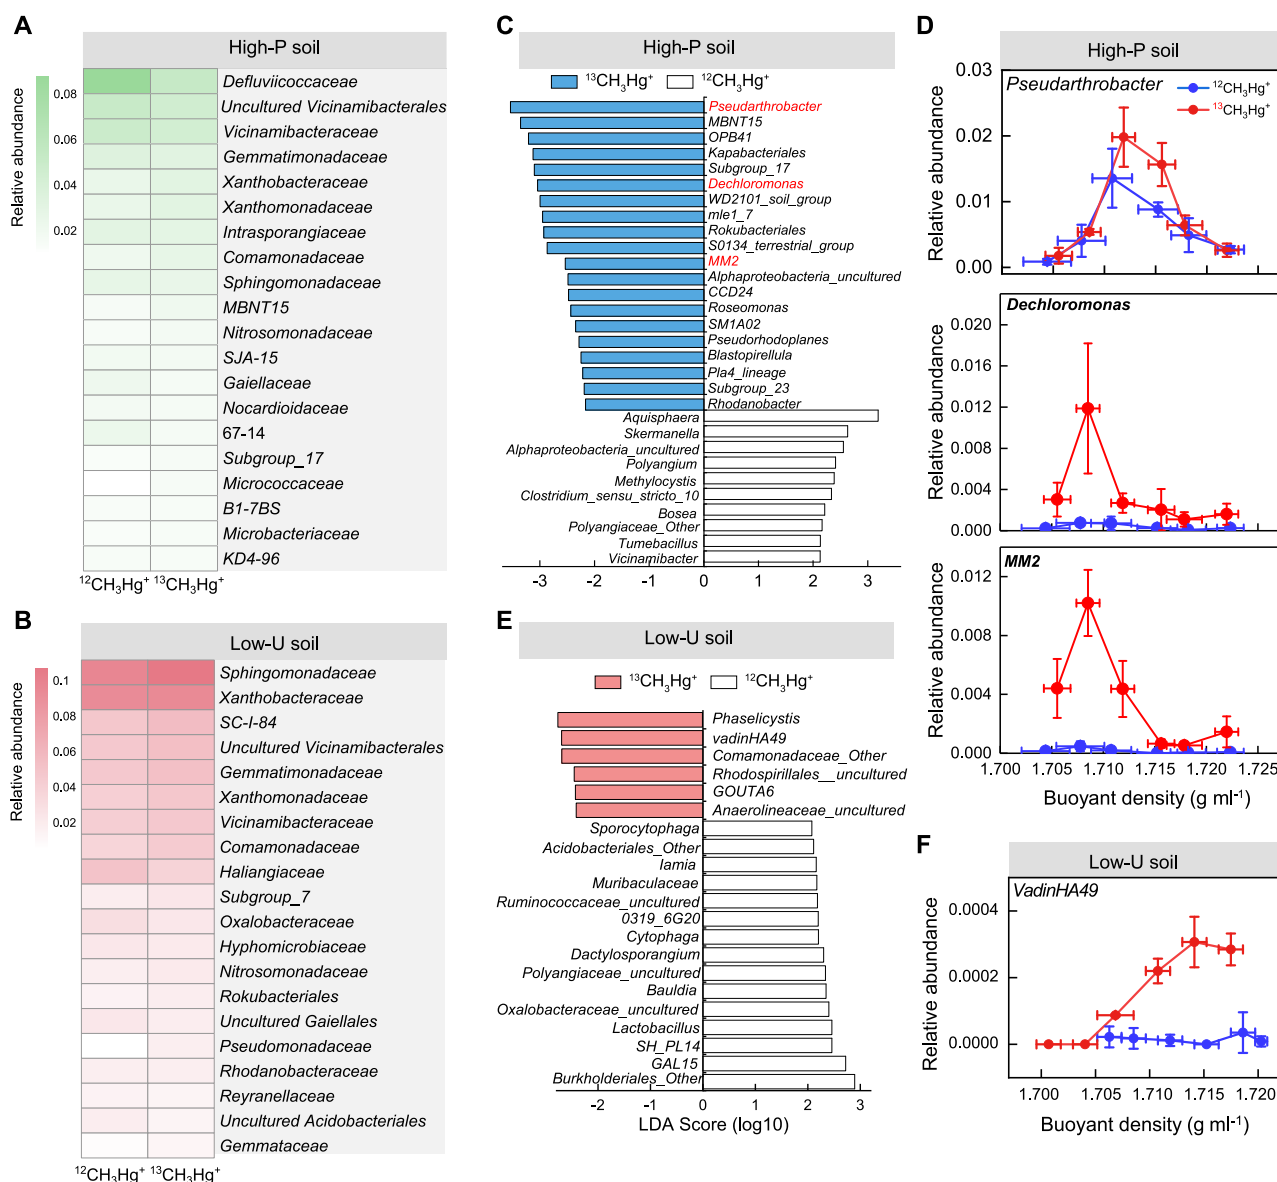 A
High-P soil
Relative abundance
0.08
0.06
0.04
0.02
Defluviicoccaceae
Uncultured Vicinamibacterales
Vicinamibacteraceae
Gemmatimonadaceae
Xanthobacteraceae
Xanthomonadaceae
Intrasporangiaceae
Comamonadaceae
Sphingomonadaceae
MBNT15
Nitrosomonadaceae
SJA-15
Gaiellaceae
Nocardioidaceae
67-14
Subgroup_17
Micrococcaceae
B1-7BS
Microbacteriaceae
KD4-96
¹²CH₃Hg⁺ ¹³CH₃Hg⁺
B
Low-U soil
Relative abundance
0.1
0.08
0.06
0.04
0.02
Sphingomonadaceae
Xanthobacteraceae
SC-I-84
Uncultured Vicinamibacterales
Gemmatimonadaceae
Xanthomonadaceae
Vicinamibacteraceae
Comamonadaceae
Haliangiaceae
Subgroup_7
Oxalobacteraceae
Hyphomicrobiaceae
Nitrosomonadaceae
Rokubacteriales
Uncultured Gaiellales
Pseudomonadaceae
Rhodanobacteraceae
Reyranellaceae
Uncultured Acidobacteriales
Gemmataceae
¹²CH₃Hg⁺ ¹³CH₃Hg⁺
C
High-P soil
¹³CH₃Hg⁺ ¹²CH₃Hg⁺
Pseudarthrobacter
MBNT15
OPB41
Kapabacteriales
Subgroup_17
Dechloromonas
WD2101_soil_group
mle1_7
Rokubacteriales
S0134_terrestrial_group
MM2
Alphaproteobacteria_uncultured
CCD24
Roseomonas
SM1A02
Pseudorhodoplanes
Blastopirellula
Pla4_lineage
Subgroup_23
Rhodanobacter
Aquisphaera
Skermanella
Alphaproteobacteria_uncultured
Polyangium
Methylocystis
Clostridium_sensu_stricto_10
Bosea
Polyangiaceae_Other
Tumebacillus
Vicinamibacter
-3 -2 -1 0 1 2 3
E
Low-U soil
¹³CH₃Hg⁺ ¹²CH₃Hg⁺
Phaselicystis
vadinHA49
Comamonadaceae_Other
Rhodospirillales__uncultured
GOUTA6
Anaerolineaceae_uncultured
Sporocytophaga
Acidobacteriales_Other
Iamia
Muribaculaceae
Ruminococcaceae_uncultured
0319_6G20
Cytophaga
Dactylosporangium
Polyangiaceae_uncultured
Bauldia
Oxalobacteraceae_uncultured
Lactobacillus
SH_PL14
GAL15
Burkholderiales_Other
-2 -1 0 1 2 3
LDA Score (log10)
D
High-P soil
Pseudarthrobacter
¹²CH₃Hg⁺
¹³CH₃Hg⁺
Relative abundance
0.03
0.02
0.01
0.00
Dechloromonas
Relative abundance
0.020
0.016
0.012
0.008
0.004
0.000
MM2
Relative abundance
0.012
0.008
0.004
0.000
1.700 1.705 1.710 1.715 1.720 1.725
Buoyant density (g ml⁻¹)
F
Low-U soil
VadinHA49
Relative abundance
0.0004
0.0002
0.0000
1.700 1.705 1.710 1.715 1.720
Buoyant density (g ml⁻¹)